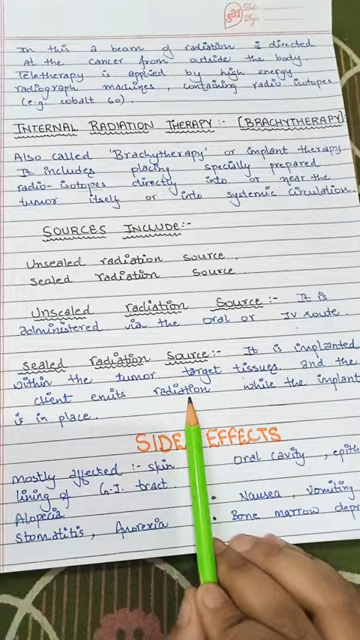 In this a beam of radiation is directed
at the cancer from outside the body.
Teletherapy is applied by high energy
radiograph machines, containing radio isotopes
(e.g. cobalt 60).
INTERNAL RADIATION THERAPY:- [BRACHYTHERAPY]
Also called 'Brachytherapy' or implant therapy
It includes placing specially prepared
radio-isotopes directly into or near the
tumor itself or into systemic circulation.
SOURCES INCLUDE:-
Unsealed radiation source.
Sealed radiation source.
Unsealed radiation Source:- It is
administered via the oral or IV route.
Sealed radiation Source:- It is implanted
within the tumor target tissues and the
client emits radiation while the implant
is in place.
SIDE EFFECTS
Mostly affected:- skin oral cavity, epith
lining of G.I. tract
Alopecia • Nausea, Vomiting
Stomatitis, Anorexia • Bone marrow depr